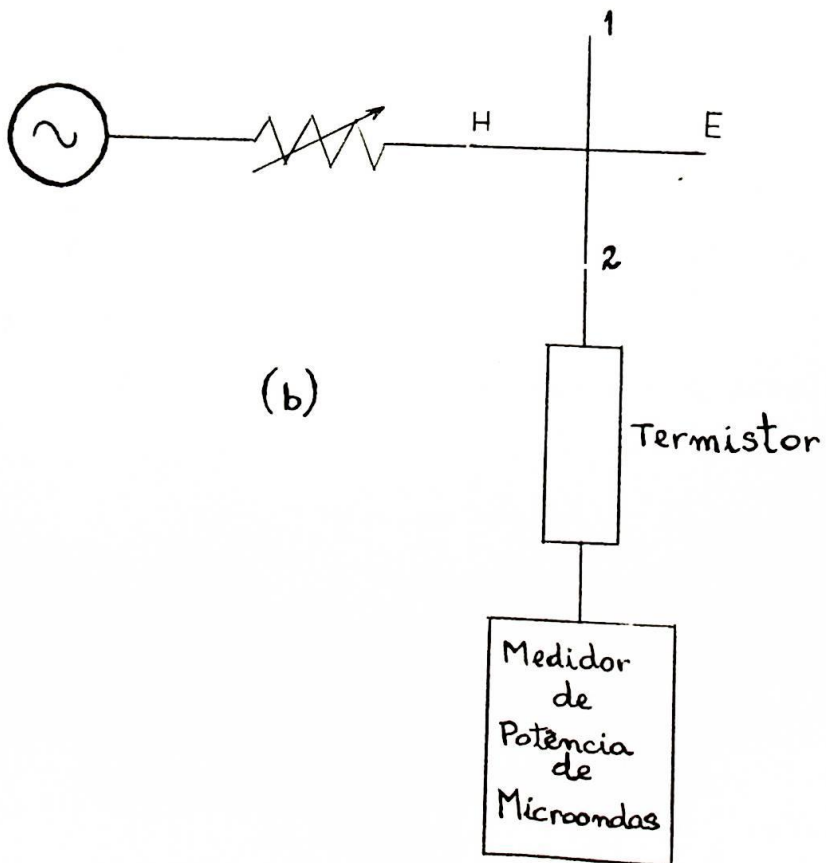 1
H
E
2
(b)
Termistor
Medidor
de
Potência
de
Microondas